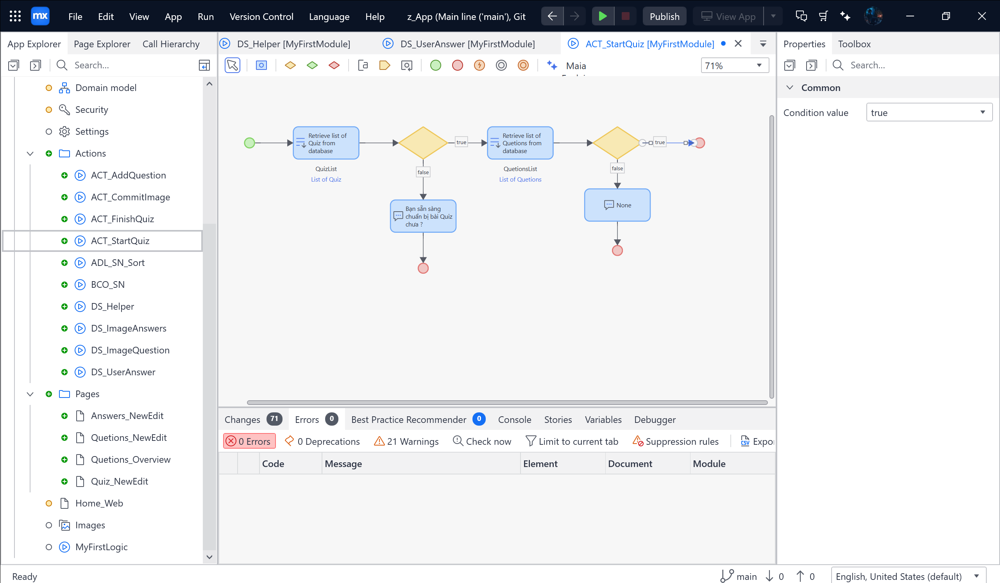 mx
File Edit View App Run Version Control Language Help z_App (Main line ('main'), Git Publish View App
App Explorer Page Explorer Call Hierarchy
Search...
Domain model
Security
Settings
Actions
ACT_AddQuestion
ACT_CommitImage
ACT_FinishQuiz
ACT_StartQuiz
ADL_SN_Sort
BCO_SN
DS_Helper
DS_ImageAnswers
DS_ImageQuestion
DS_UserAnswer
Pages
Answers_NewEdit
Quetions_NewEdit
Quetions_Overview
Quiz_NewEdit
Home_Web
Images
MyFirstLogic
DS_Helper [MyFirstModule] DS_UserAnswer [MyFirstModule] ACT_StartQuiz [MyFirstModule]
Maia
71%
Retrieve list of
Quiz from
database
QuizList
List of Quiz
true
false
Bạn sẵn sàng
chuẩn bị bài Quiz
chưa ?
Retrieve list of
Quetions from
database
QuetionsList
List of Quetions
true
false
None
Changes 71 Errors 0 Best Practice Recommender 0 Console Stories Variables Debugger
0 Errors 0 Deprecations 21 Warnings Check now Limit to current tab Suppression rules CSV Expor
Code Message Element Document Module
Properties Toolbox
Search...
Common
Condition value true
Ready main 0 0 English, United States (default)